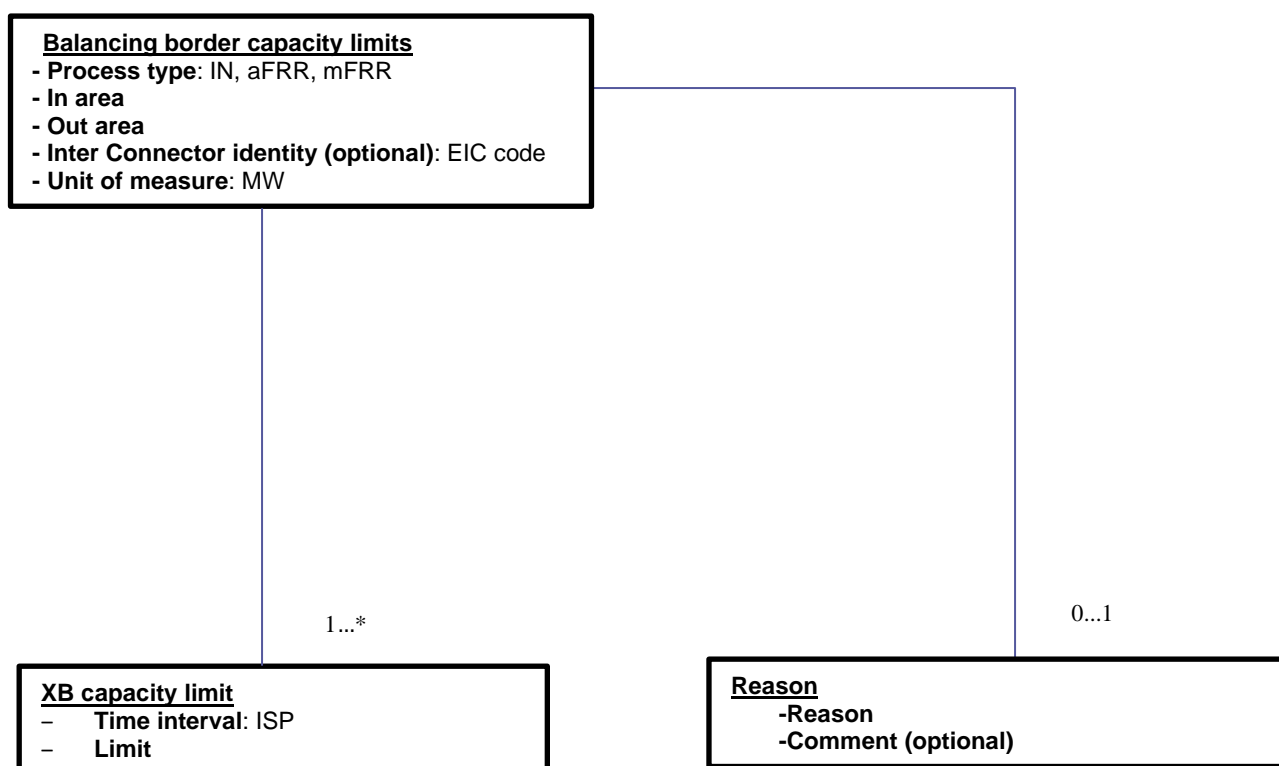 Balancing border capacity limits
- Process type: IN, aFRR, mFRR
- In area
- Out area
- Inter Connector identity (optional): EIC code
- Unit of measure: MW
1...*
0...1
XB capacity limit
– Time interval: ISP
– Limit
Reason
-Reason
-Comment (optional)